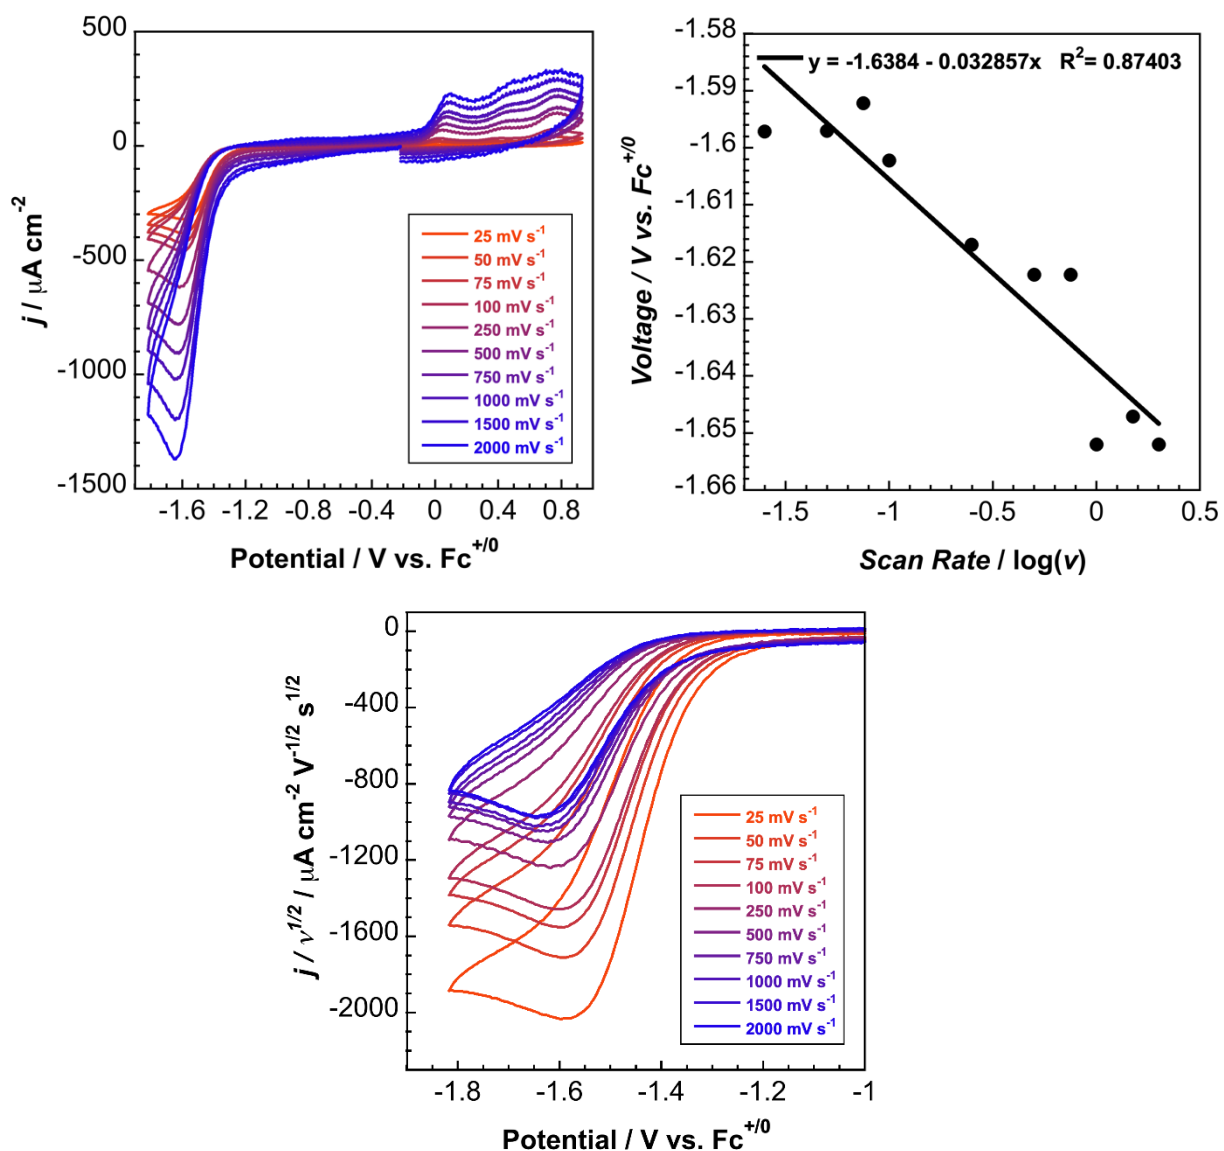 500
0
-500
-1000
-1500
j / μA cm⁻²
-1.6 -1.2 -0.8 -0.4 0 0.4 0.8
Potential / V vs. Fc⁺/⁰
25 mV s⁻¹
50 mV s⁻¹
75 mV s⁻¹
100 mV s⁻¹
250 mV s⁻¹
500 mV s⁻¹
750 mV s⁻¹
1000 mV s⁻¹
1500 mV s⁻¹
2000 mV s⁻¹
y = -1.6384 - 0.032857x R²= 0.87403
-1.58
-1.59
-1.6
-1.61
-1.62
-1.63
-1.64
-1.65
-1.66
Voltage / V vs. Fc⁺/⁰
-1.5 -1 -0.5 0 0.5
Scan Rate / log(v)
0
-400
-800
-1200
-1600
-2000
j / ν¹/² / μA cm⁻² V⁻¹/² s¹/²
-1.8 -1.6 -1.4 -1.2 -1
Potential / V vs. Fc⁺/⁰
25 mV s⁻¹
50 mV s⁻¹
75 mV s⁻¹
100 mV s⁻¹
250 mV s⁻¹
500 mV s⁻¹
750 mV s⁻¹
1000 mV s⁻¹
1500 mV s⁻¹
2000 mV s⁻¹